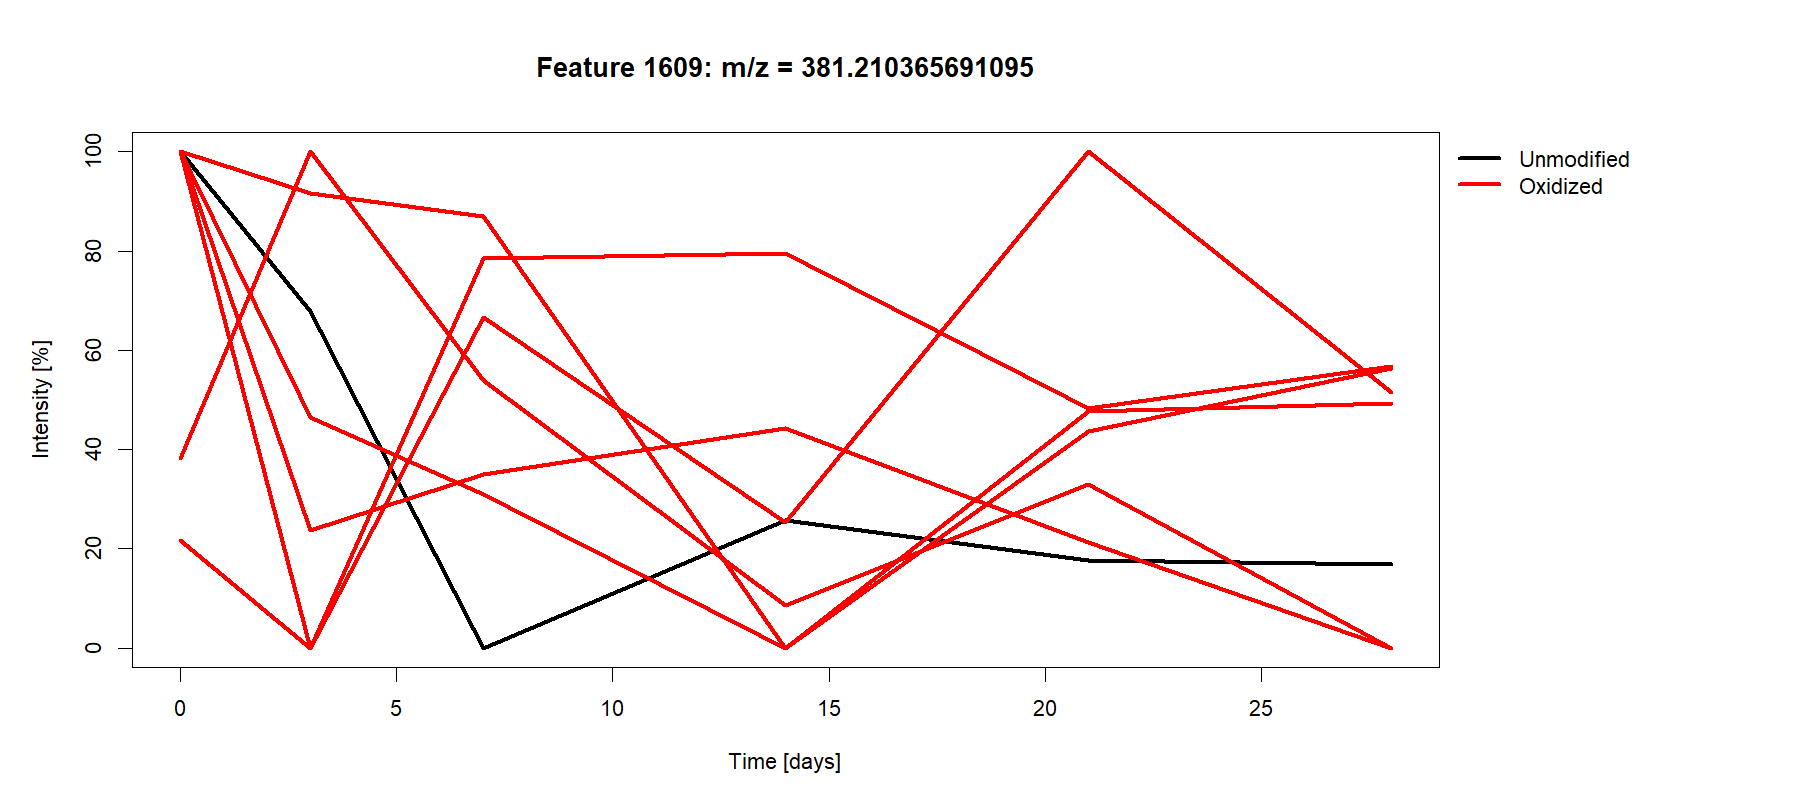 Feature 1609: m/z = 381.210365691095
Unmodified
Oxidized
Intensity [%]
100
80
60
40
20
0
0 5 10 15 20 25
Time [days]